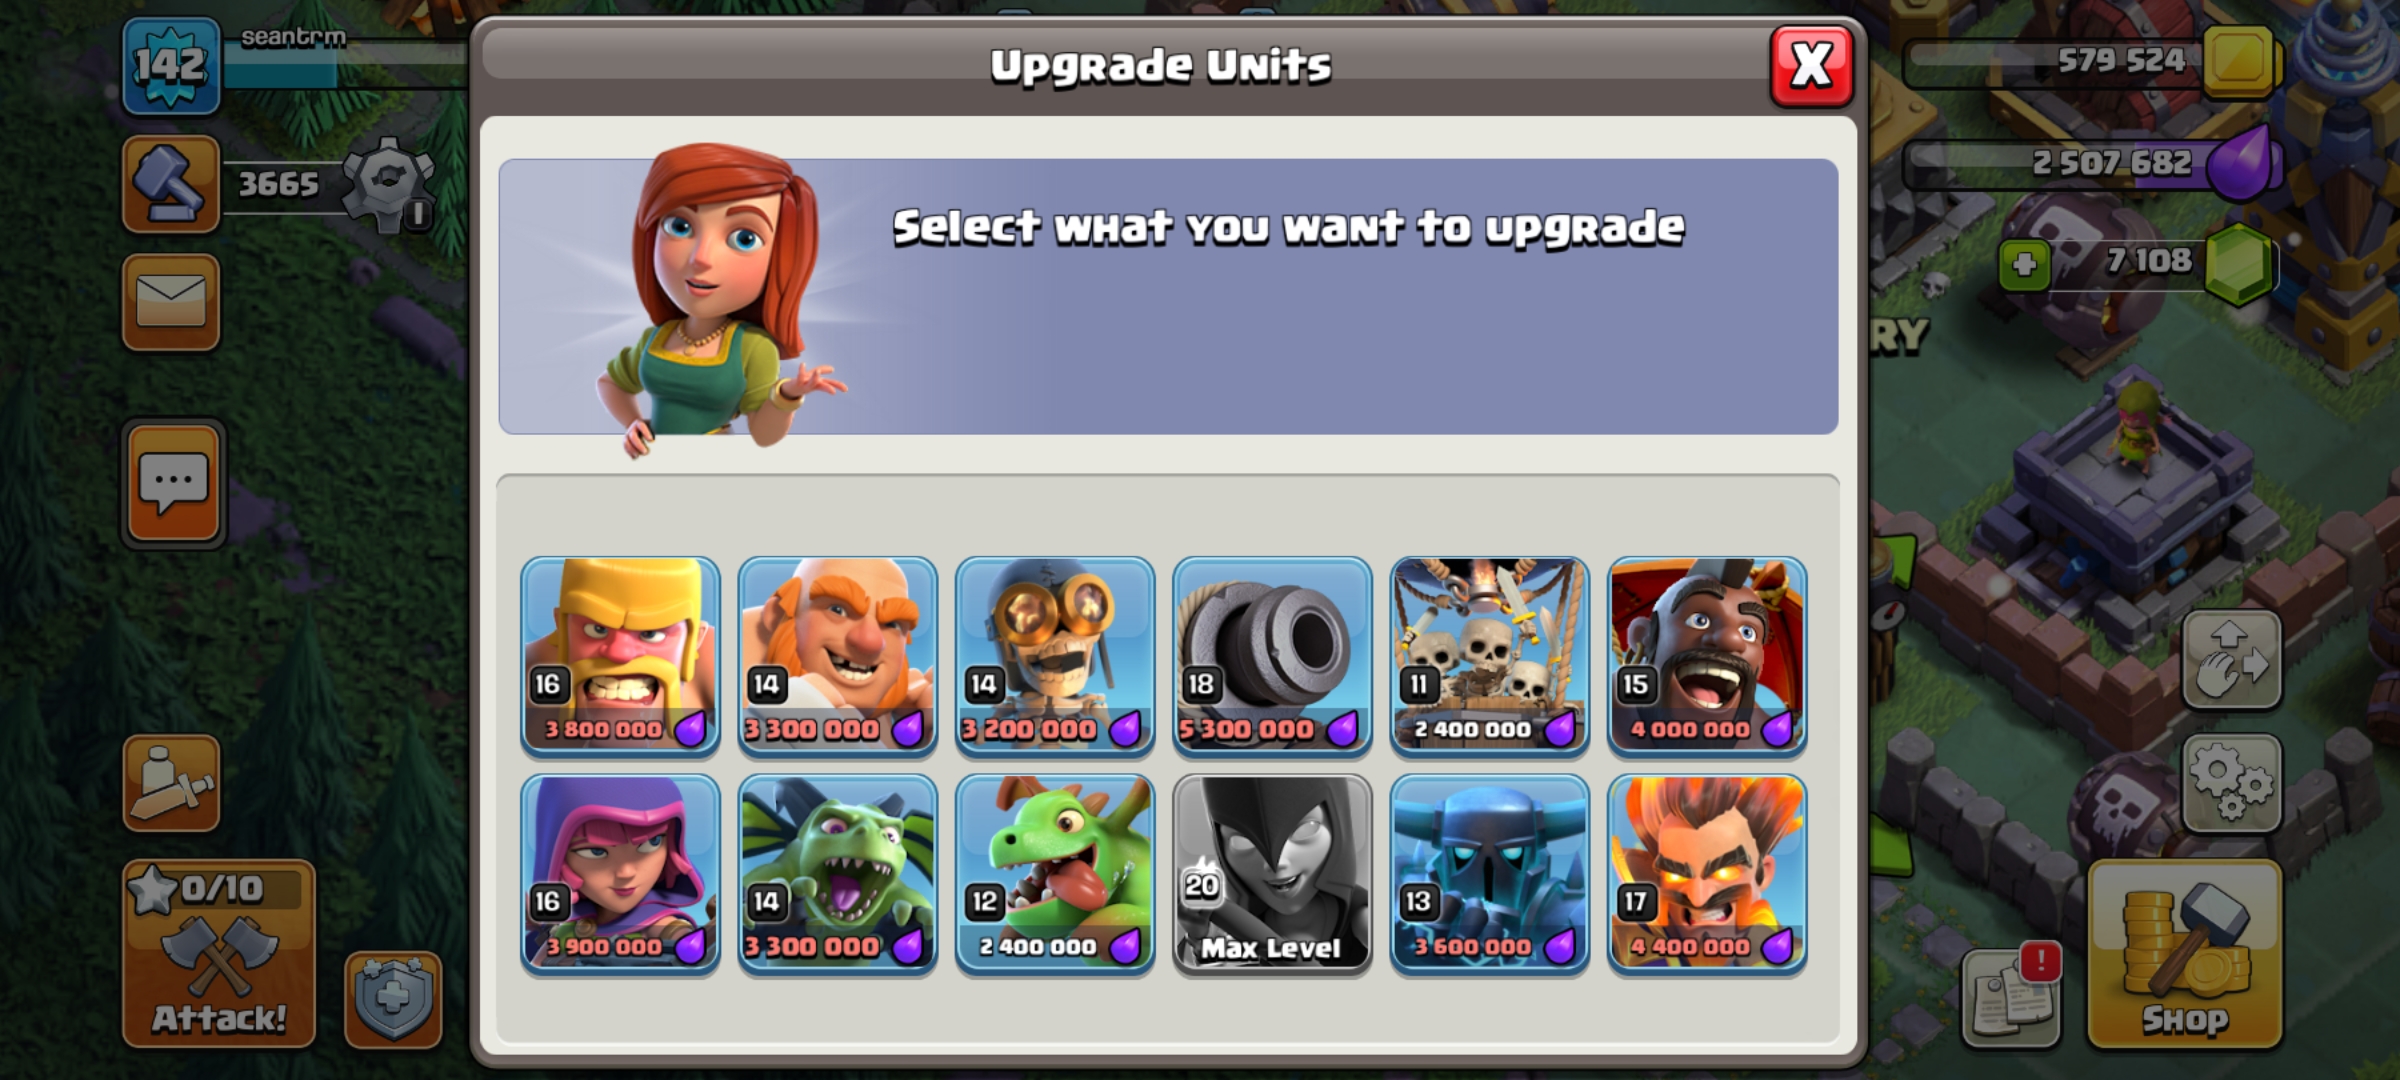 142
seantrm
Upgrade Units
X
579 524
3665
2 507 682
7 108
Select what you want to upgrade
RY
16
3 800 000
14
3 300 000
14
3 200 000
18
5 300 000
11
2 400 000
15
4 000 000
16
3 900 000
14
3 300 000
12
2 400 000
20
Max Level
13
3 600 000
17
4 400 000
0/10
Attack!
!
Shop